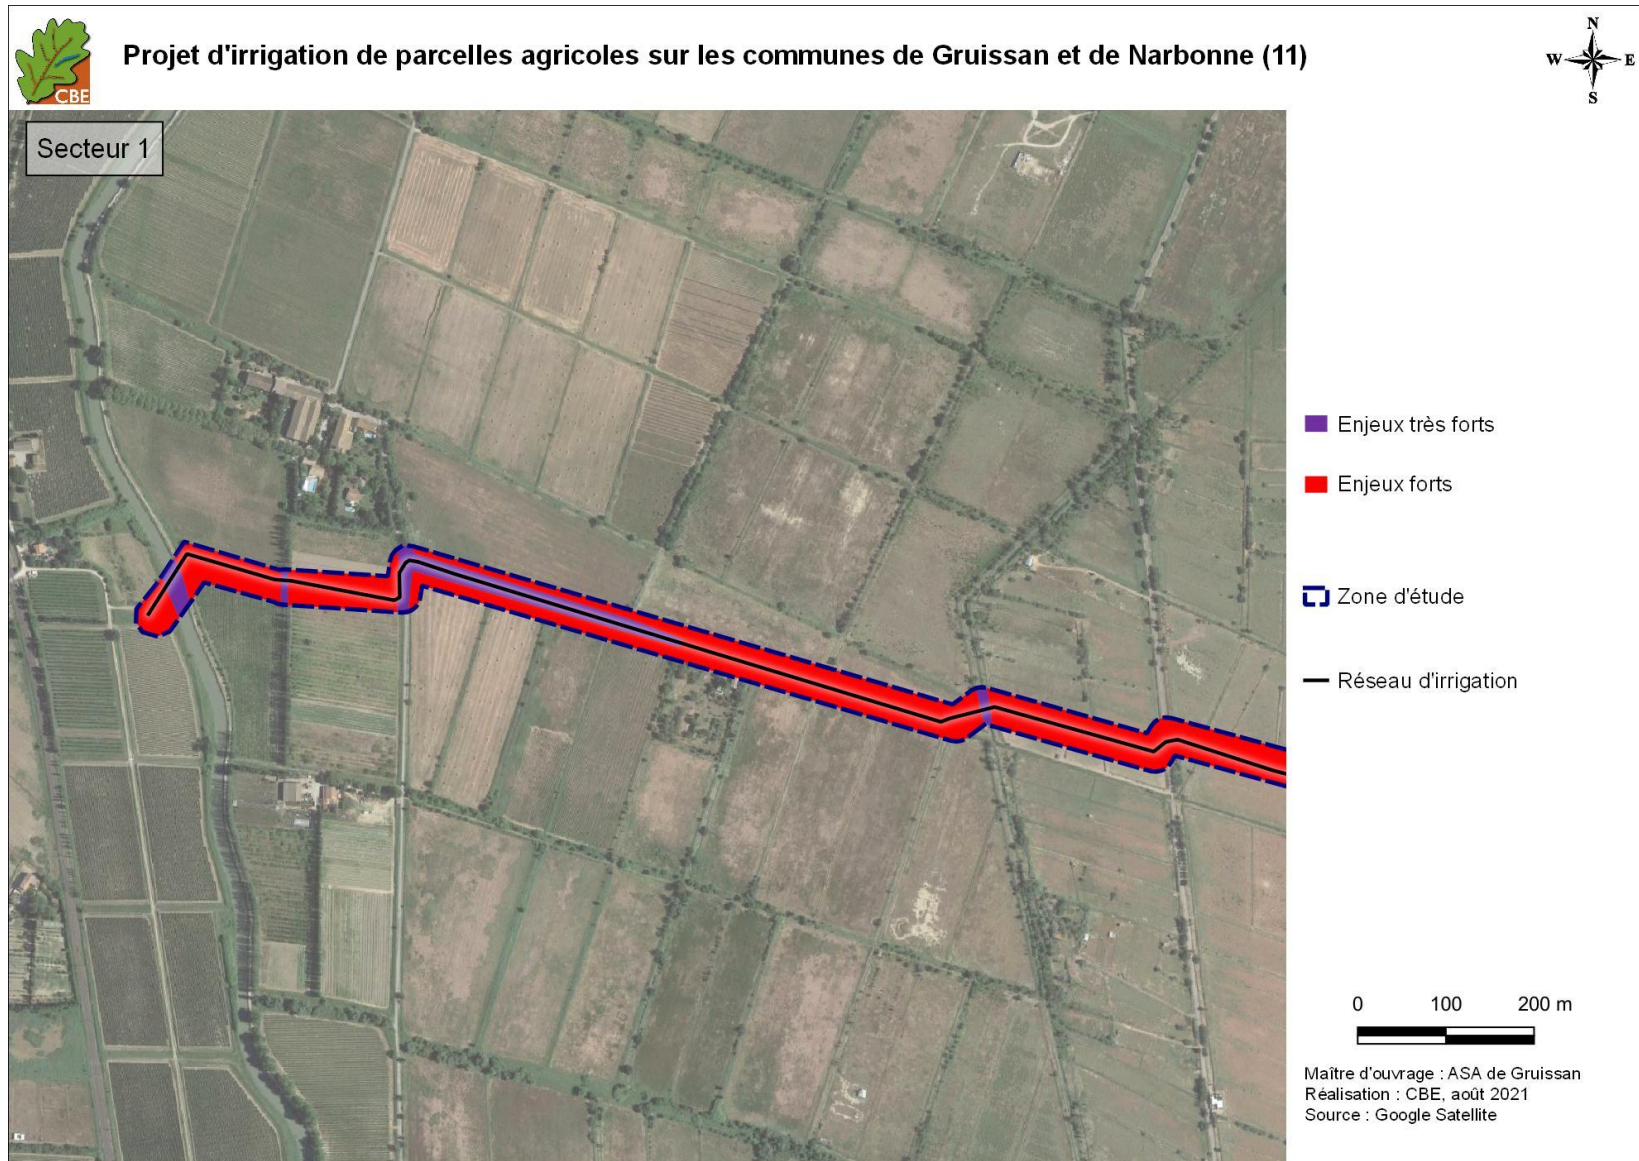 CBE
Projet d'irrigation de parcelles agricoles sur les communes de Gruissan et de Narbonne (11)
N
W E
S
Secteur 1
Enjeux très forts
Enjeux forts
Zone d'étude
Réseau d'irrigation
0 100 200 m
Maître d'ouvrage : ASA de Gruissan
Réalisation : CBE, août 2021
Source : Google Satellite